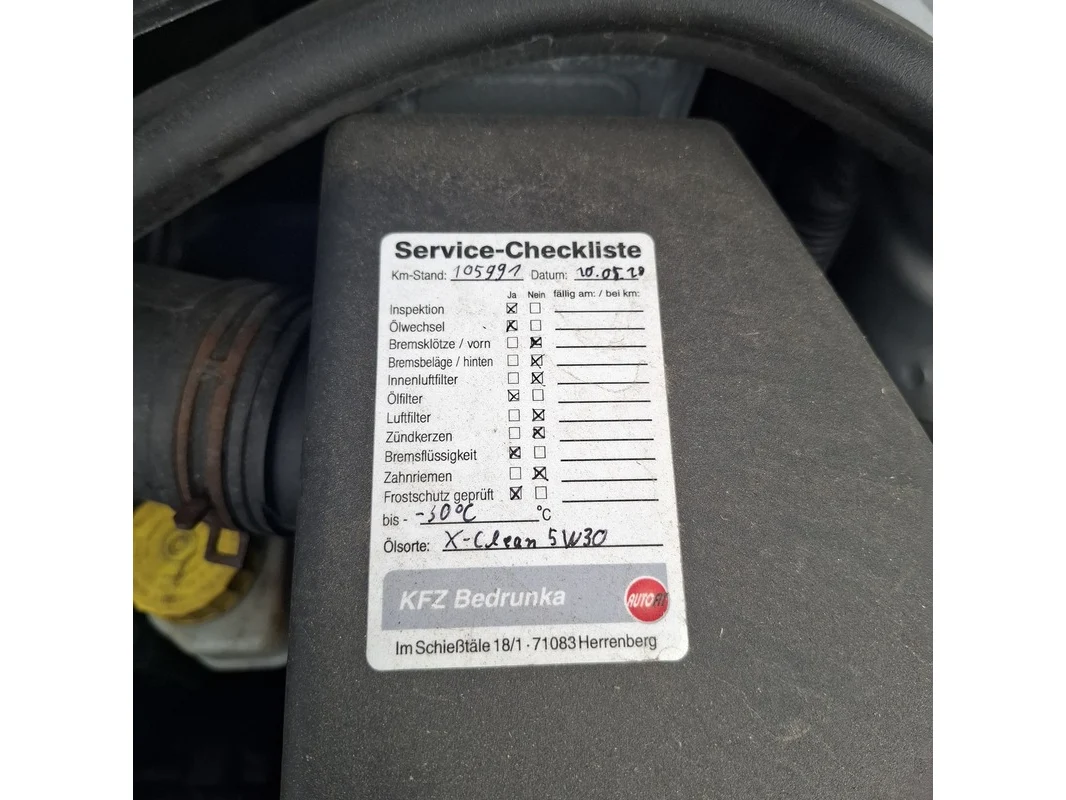 Service-Checkliste
Km-Stand: 105991 Datum: 20.05.20
Ja Nein fällig am: / bei km:
Inspektion ☒ ☐
Ölwechsel ☒ ☐
Bremsklötze / vorn ☐ ☒
Bremsbeläge / hinten ☐ ☒
Innenluftfilter ☐ ☒
Ölfilter ☒ ☐
Luftfilter ☐ ☒
Zündkerzen ☐ ☒
Bremsflüssigkeit ☒ ☐
Zahnriemen ☐ ☒
Frostschutz geprüft ☒ ☐
bis - -30°C °C
Ölsorte: X-Clean 5W30
KFZ Bedrunka
AUTOFIT
Im Schießtäle 18/1 · 71083 Herrenberg